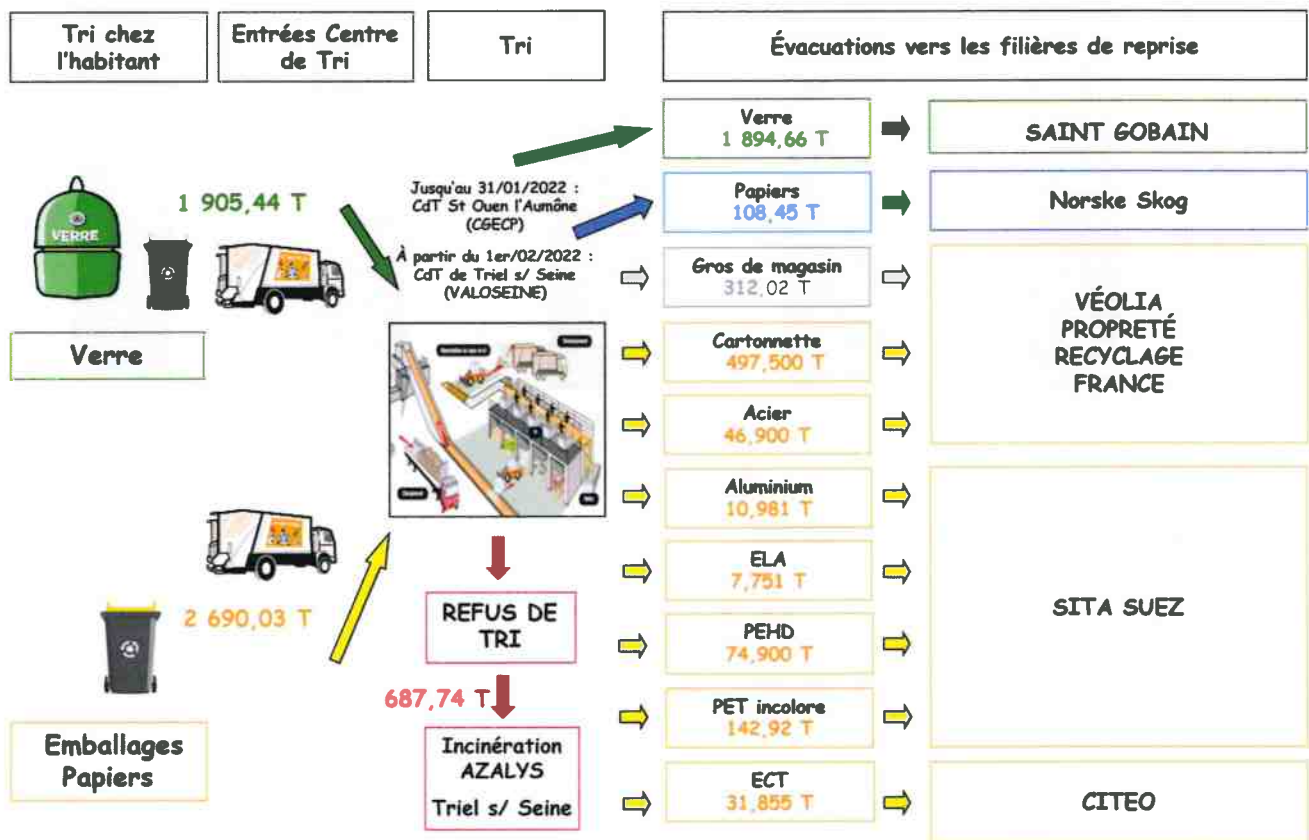 Tri chez
l'habitant
Entrées Centre
de Tri
Tri
Évacuations vers les filières de reprise
Verre
1 894,66 T
SAINT GOBAIN
1 905,44 T
VERRE
Jusqu'au 31/01/2022 :
CdT St Ouen l'Aumône
(CGECP)
Papiers
108,45 T
Norske Skog
À partir du 1er/02/2022 :
CdT de Triel s/ Seine
(VALOSEINE)
Gros de magasin
312,02 T
VÉOLIA
PROPRETÉ
RECYCLAGE
FRANCE
Verre
Cartonnette
497,500 T
Acier
46,900 T
Aluminium
10,981 T
ELA
7,751 T
SITA SUEZ
2 690,03 T
REFUS DE
TRI
PEHD
74,900 T
687,74 T
PET incolore
142,92 T
Emballages
Papiers
Incinération
AZALYS
Triel s/ Seine
ECT
31,855 T
CITEO